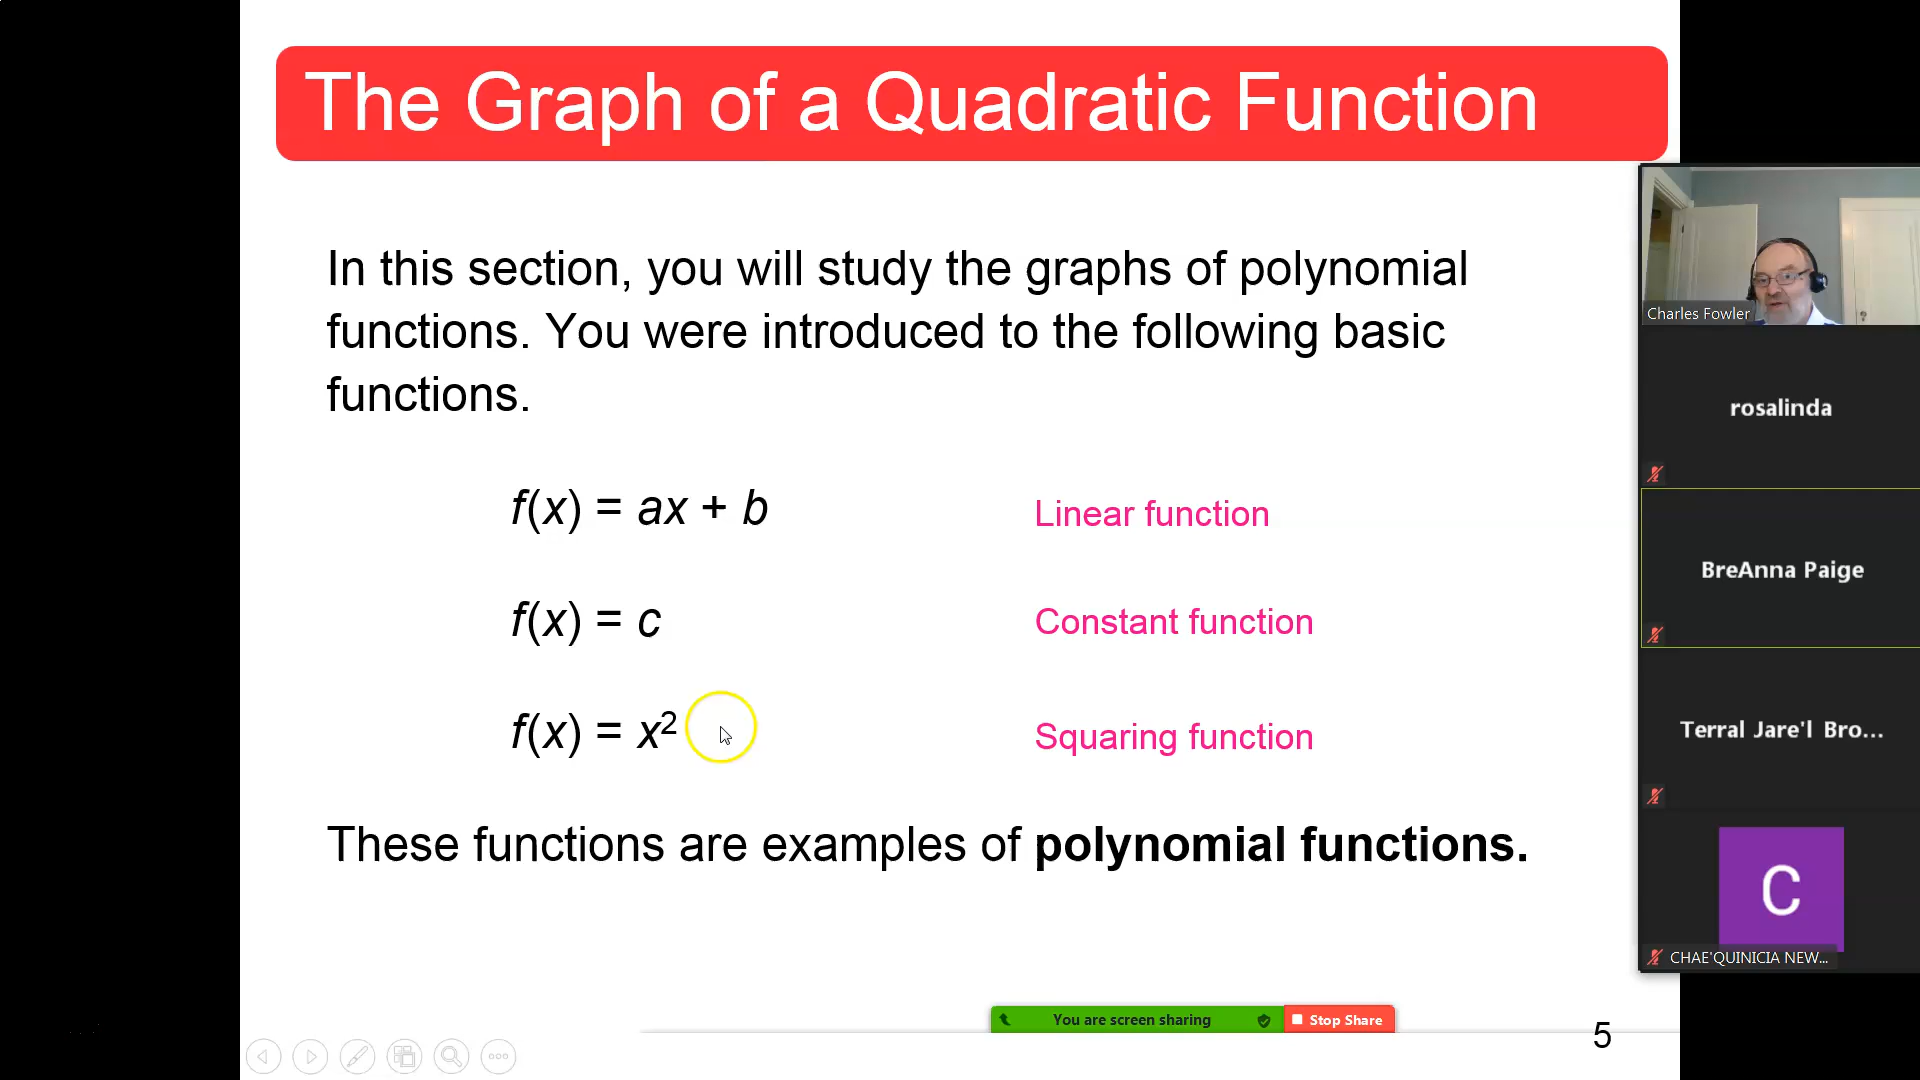 The Graph of a Quadratic Function
In this section, you will study the graphs of polynomial
functions. You were introduced to the following basic
functions.
f(x) = ax + b
Linear function
f(x) = c
Constant function
f(x) = x²
Squaring function
These functions are examples of polynomial functions.
Charles Fowler
rosalinda
BreAnna Paige
Terral Jare'l Bro...
C
CHAE'QUINICIA NEW...
You are screen sharing
Stop Share
5